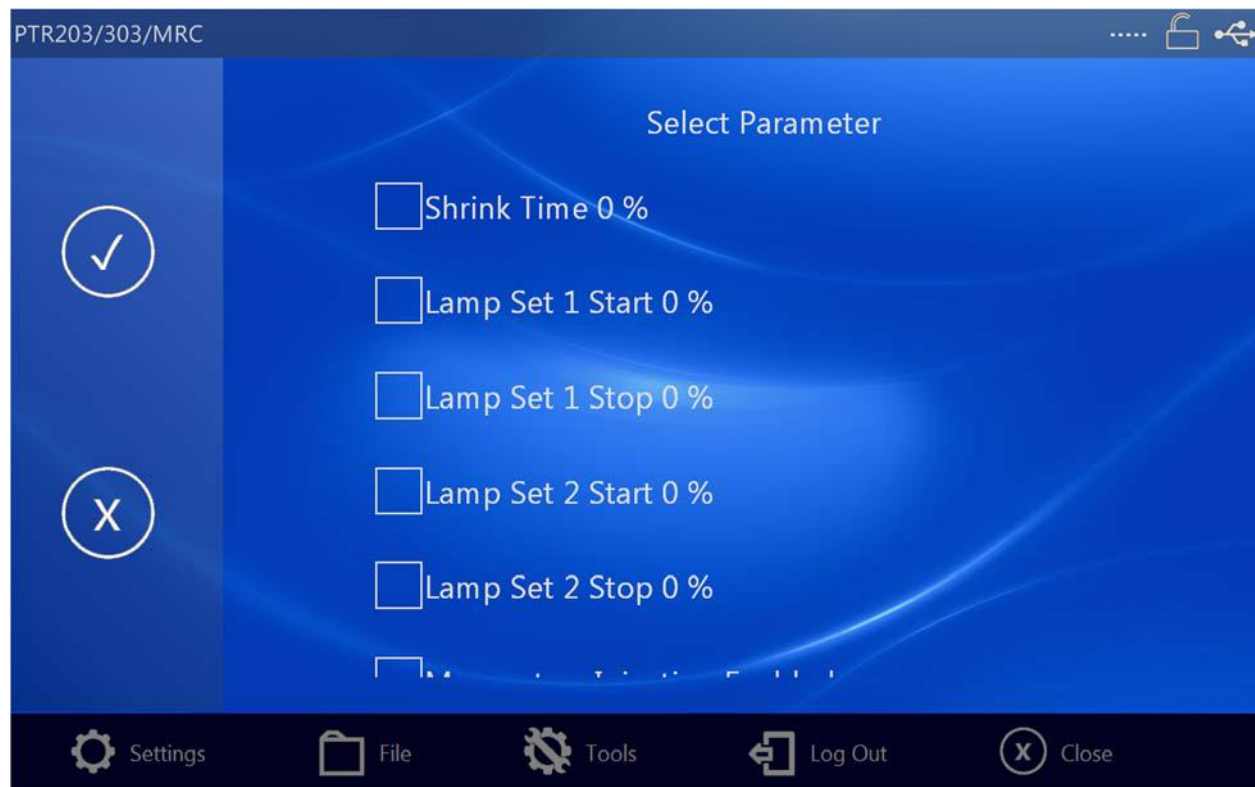 PTR203/303/MRC
Select Parameter
Shrink Time 0 %
Lamp Set 1 Start 0 %
Lamp Set 1 Stop 0 %
Lamp Set 2 Start 0 %
Lamp Set 2 Stop 0 %
X
Settings
File
Tools
Log Out
X
Close